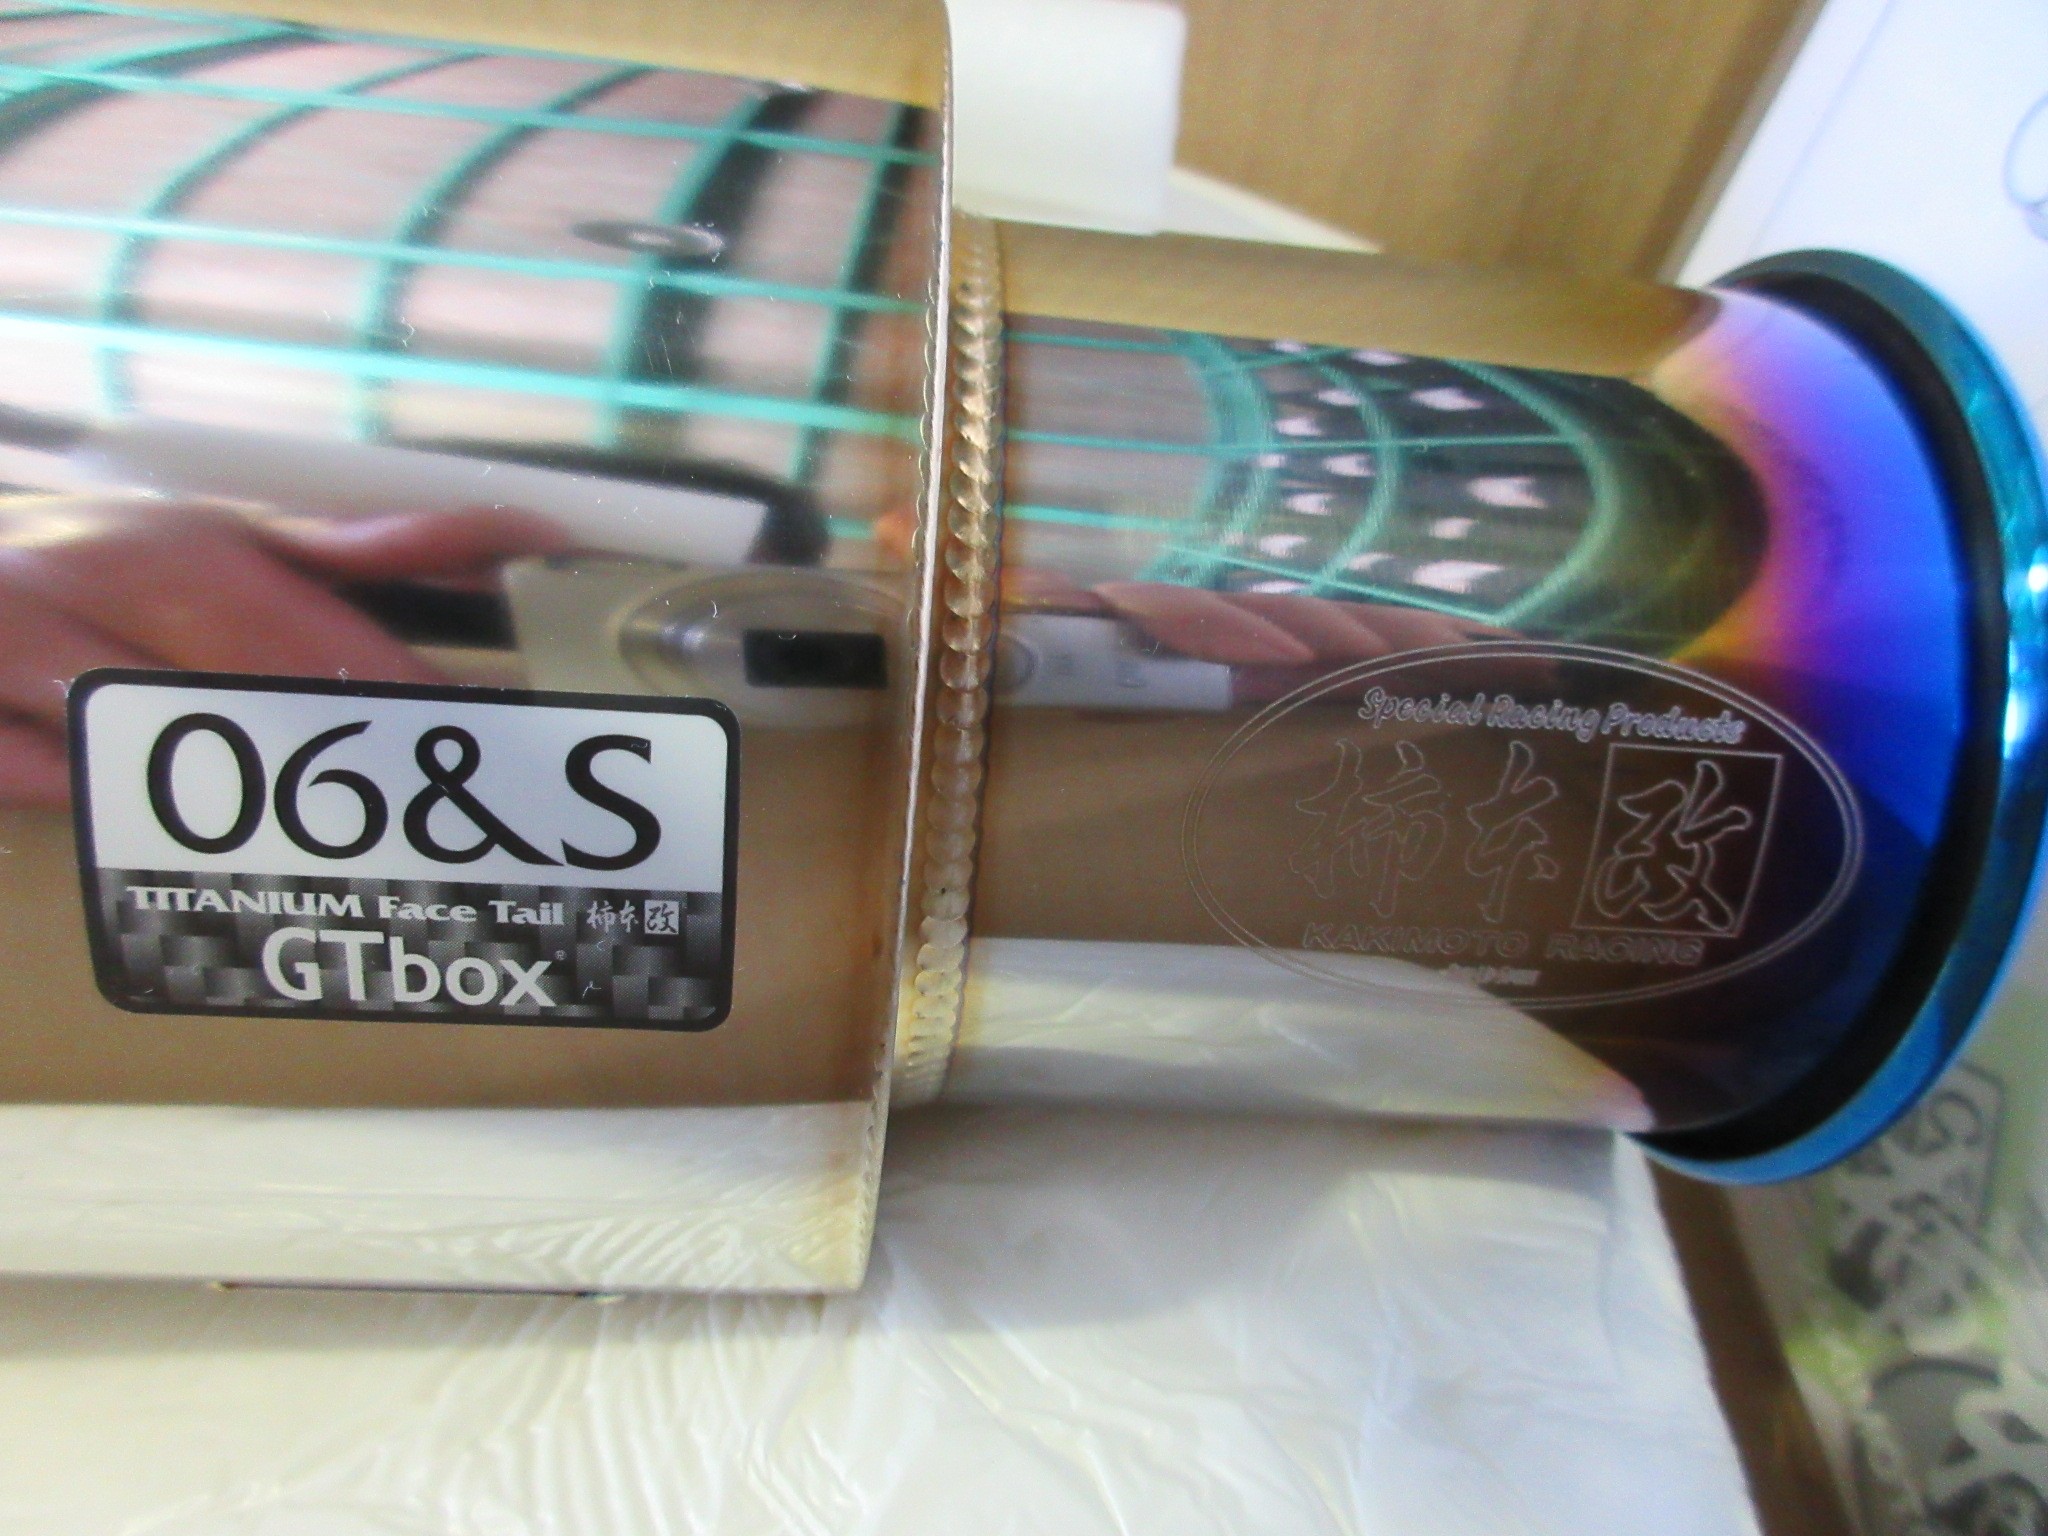 06&S
TITANIUM Face Tail 柿本改
GTbox®
Special Racing Products
柿本改
KAKIMOTO RACING